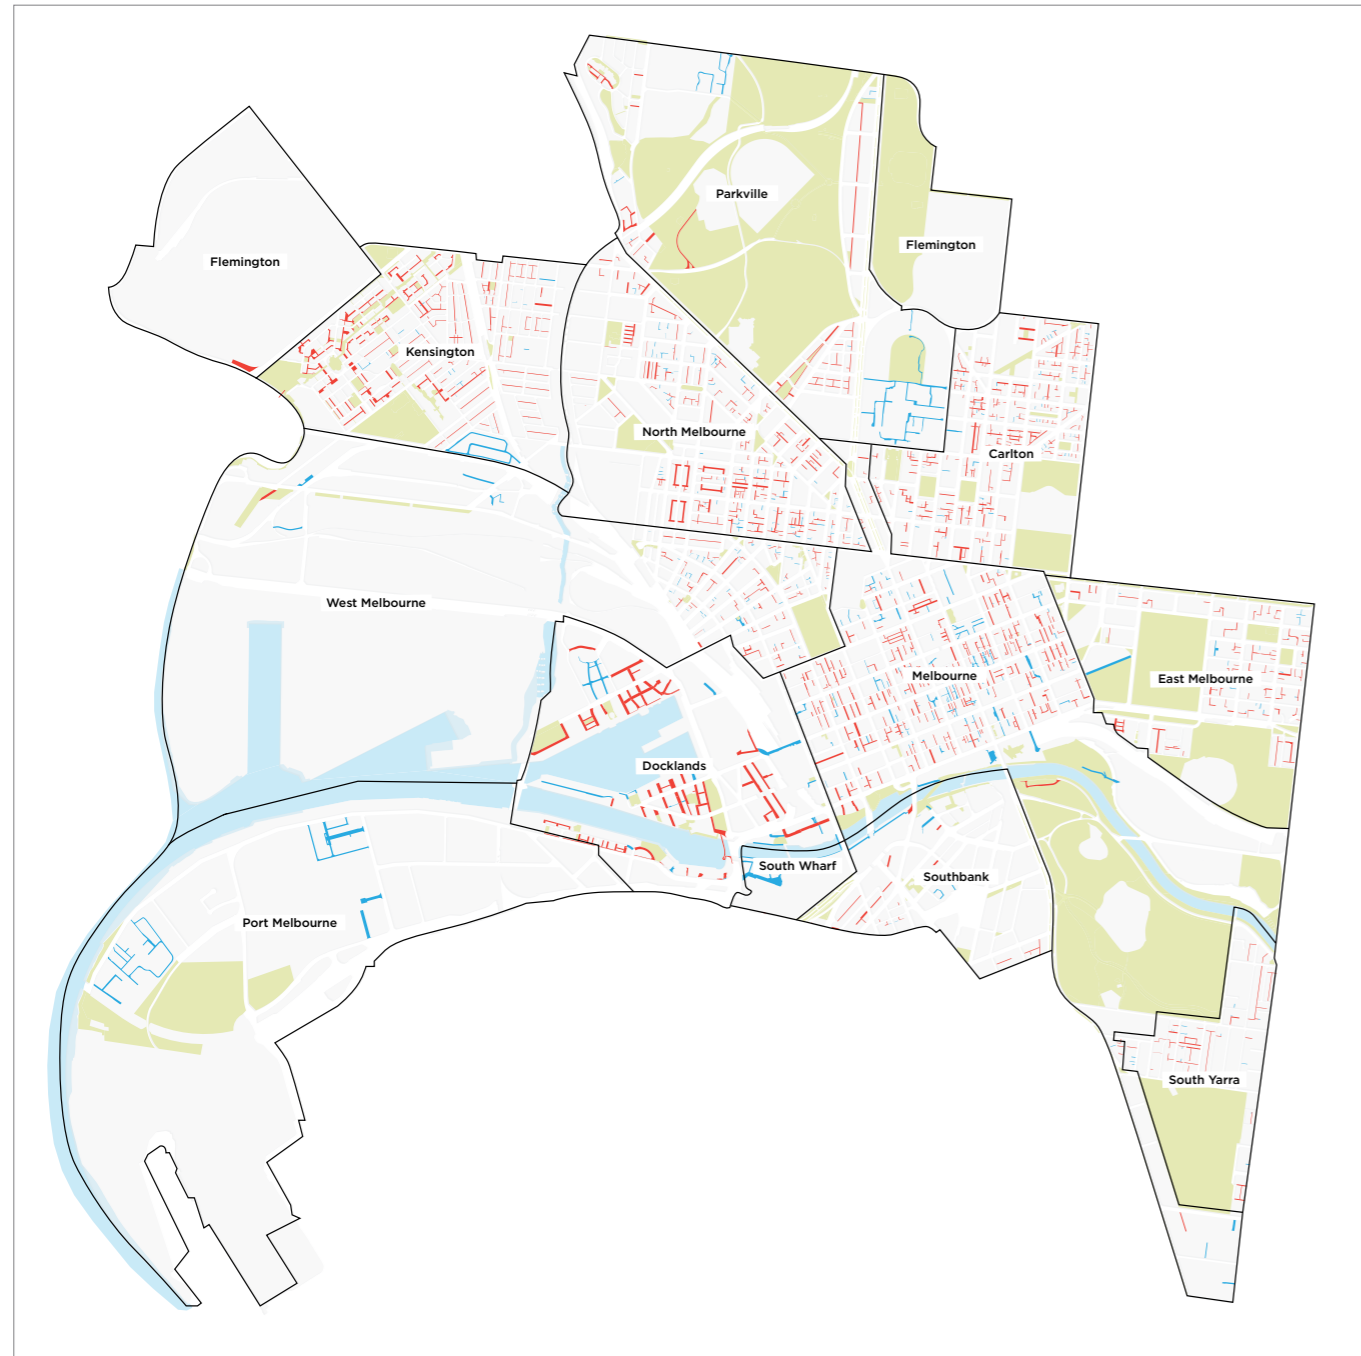 Parkville
Flemington
Flemington
Kensington
North Melbourne
Carlton
West Melbourne
Melbourne
East Melbourne
Docklands
South Wharf
Southbank
Port Melbourne
South Yarra